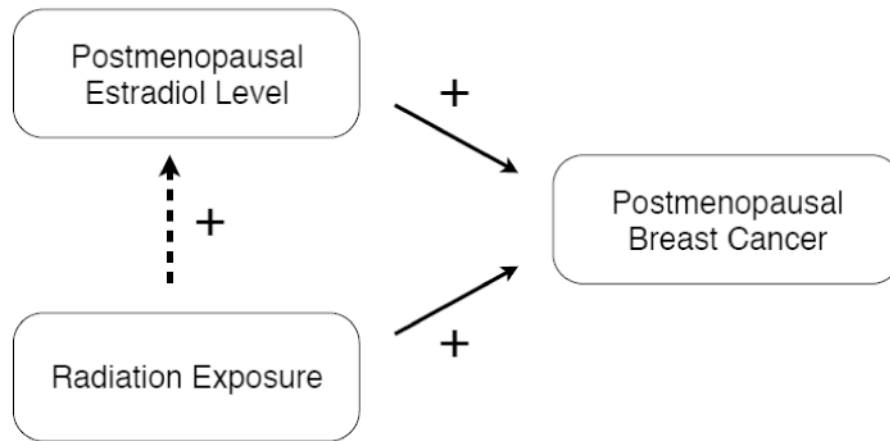 Postmenopausal
Estradiol Level
+
Postmenopausal
Breast Cancer
+
Radiation Exposure
+